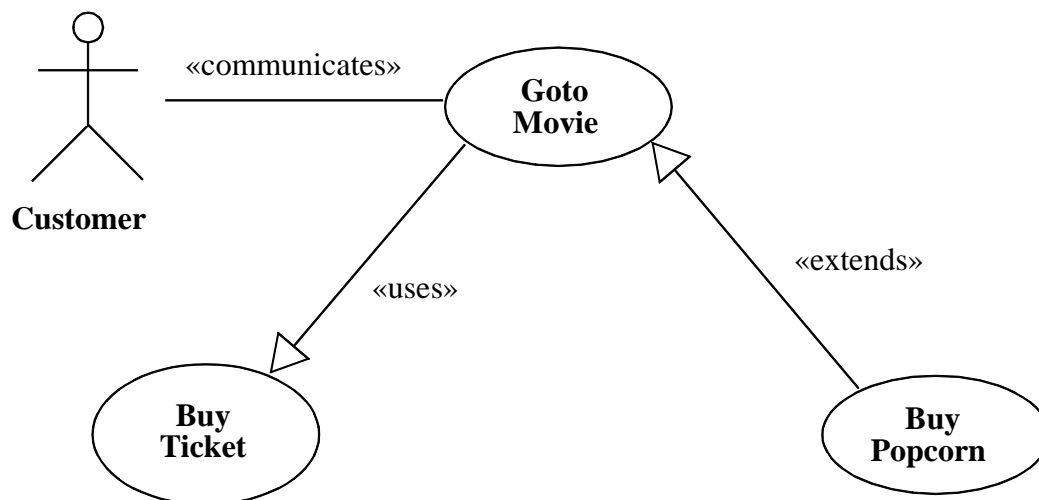 «communicates»
Goto
Movie
Customer
«extends»
«uses»
Buy
Ticket
Buy
Popcorn